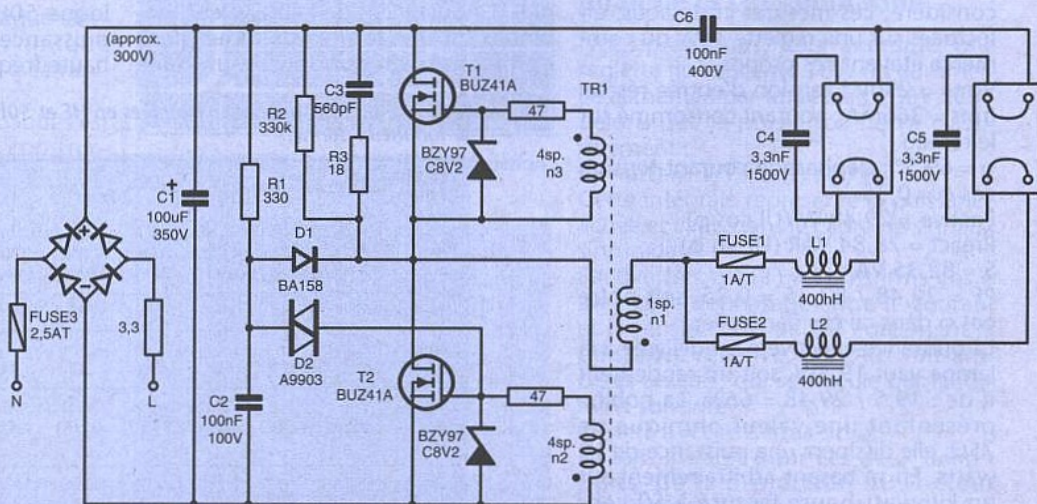 (approx.
300V)
C1
100uF
350V
FUSE3
2,5AT
N
3,3
L
R1
330
R2
330k
C3
560pF
R3
18
D1
BA158
D2
A9903
C2
100nF
100V
T1
BUZ41A
BZY97
C8V2
47
TR1
4sp.
n3
T2
BUZ41A
BZY97
C8V2
47
4sp.
n2
1sp.
n1
FUSE1
1A/T
L1
400hH
FUSE2
1A/T
L2
400hH
C6
100nF
400V
C4
3,3nF
1500V
C5
3,3nF
1500V